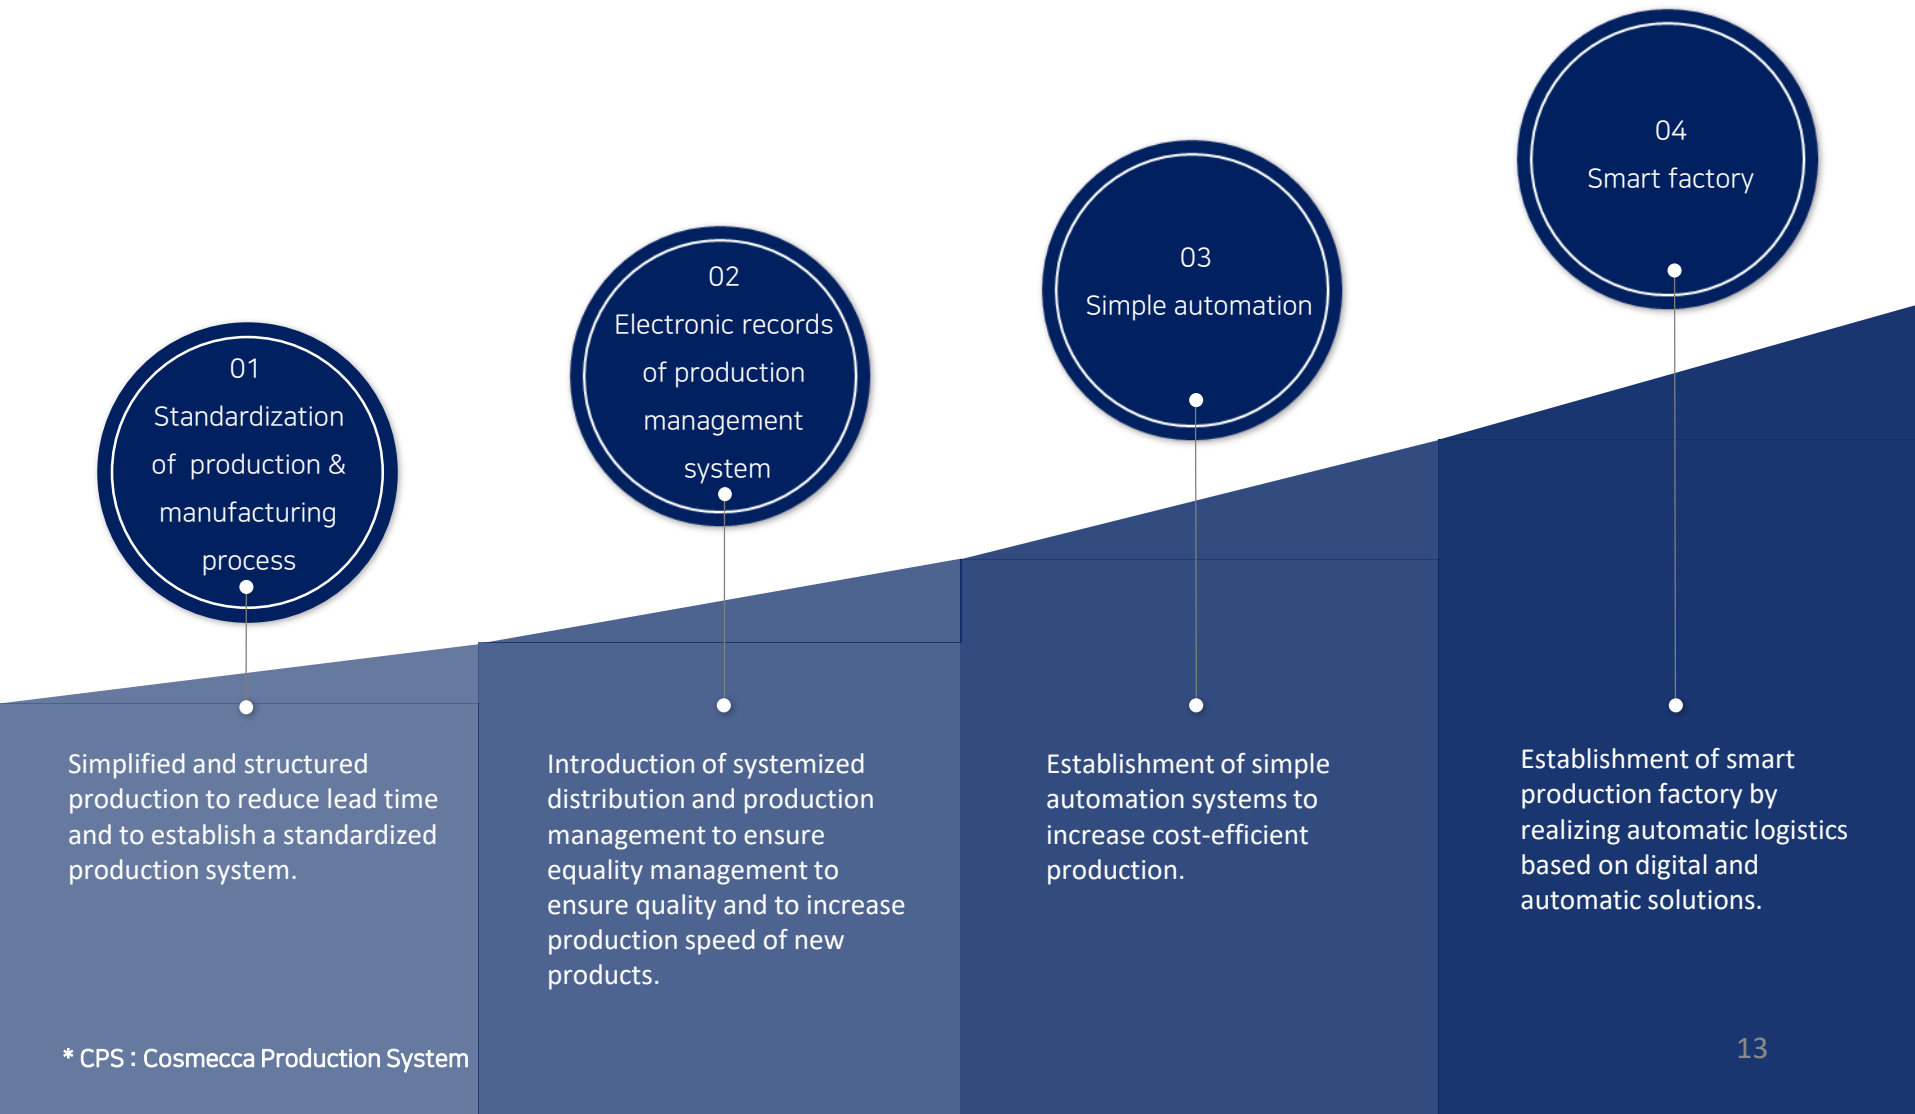 01
Standardization
of production &
manufacturing
process
Simplified and structured
production to reduce lead time
and to establish a standardized
production system.
02
Electronic records
of production
management
system
Introduction of systemized
distribution and production
management to ensure
equality management to
ensure quality and to increase
production speed of new
products.
03
Simple automation
Establishment of simple
automation systems to
increase cost-efficient
production.
04
Smart factory
Establishment of smart
production factory by
realizing automatic logistics
based on digital and
automatic solutions.
* CPS : Cosmecca Production System
13